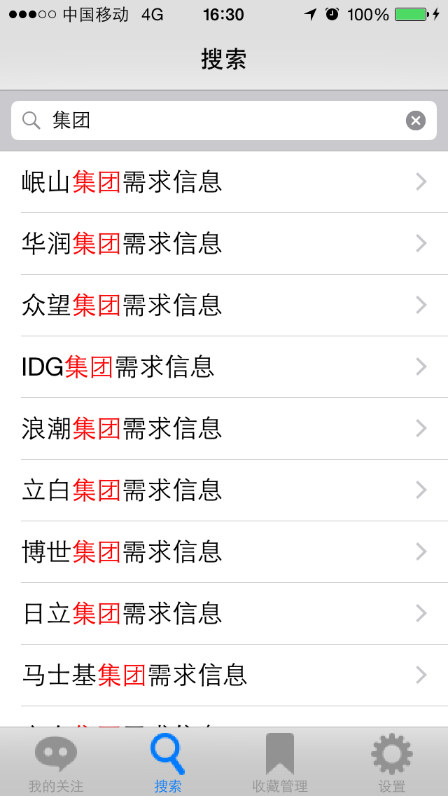 中国移动 4G 16:30 100%
搜索
集团
岷山集团需求信息
华润集团需求信息
众望集团需求信息
IDG集团需求信息
浪潮集团需求信息
立白集团需求信息
博世集团需求信息
日立集团需求信息
马士基集团需求信息
我的关注 搜索 收藏管理 设置